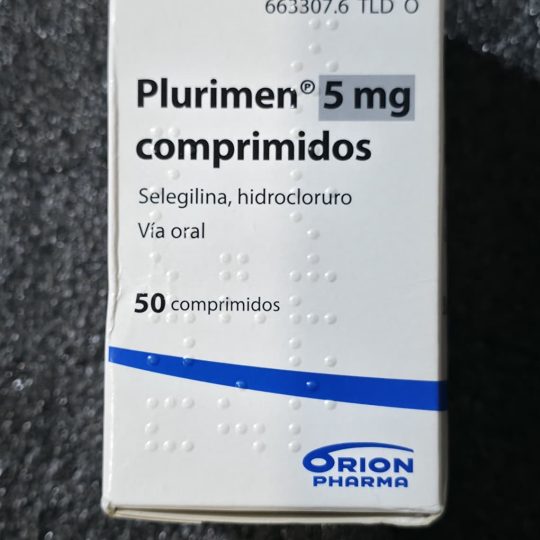 663307.6 TLD O
Plurimen℗ 5 mg
comprimidos
Selegilina, hidrocloruro
Vía oral
50 comprimidos
ORION
PHARMA